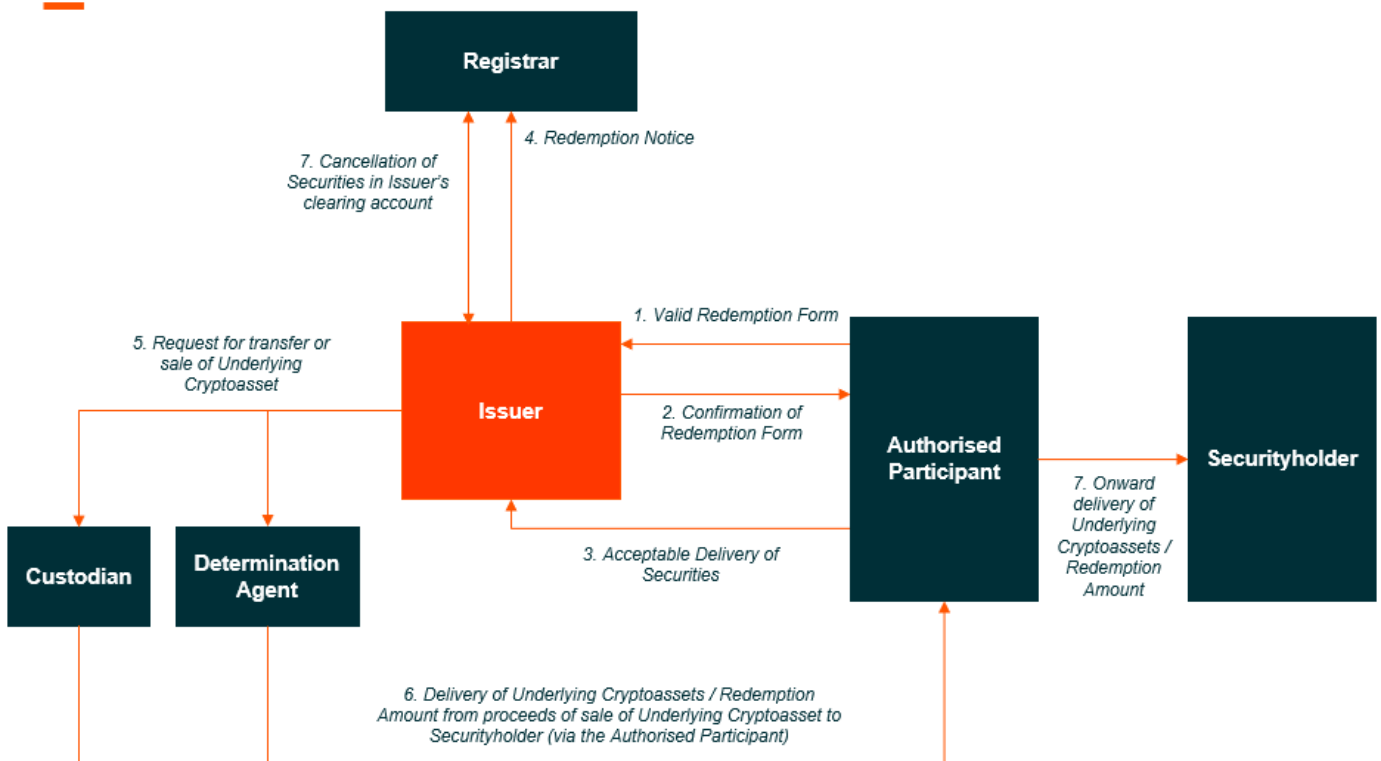 Registrar
4. Redemption Notice
7. Cancellation of
Securities in Issuer's
clearing account
1. Valid Redemption Form
5. Request for transfer or
sale of Underlying
Cryptoasset
Issuer
2. Confirmation of
Redemption Form
Authorised
Participant
Securityholder
7. Onward
delivery of
Underlying
Cryptoassets /
Redemption
Amount
3. Acceptable Delivery of
Securities
Custodian
Determination
Agent
6. Delivery of Underlying Cryptoassets / Redemption
Amount from proceeds of sale of Underlying Cryptoasset to
Securityholder (via the Authorised Participant)